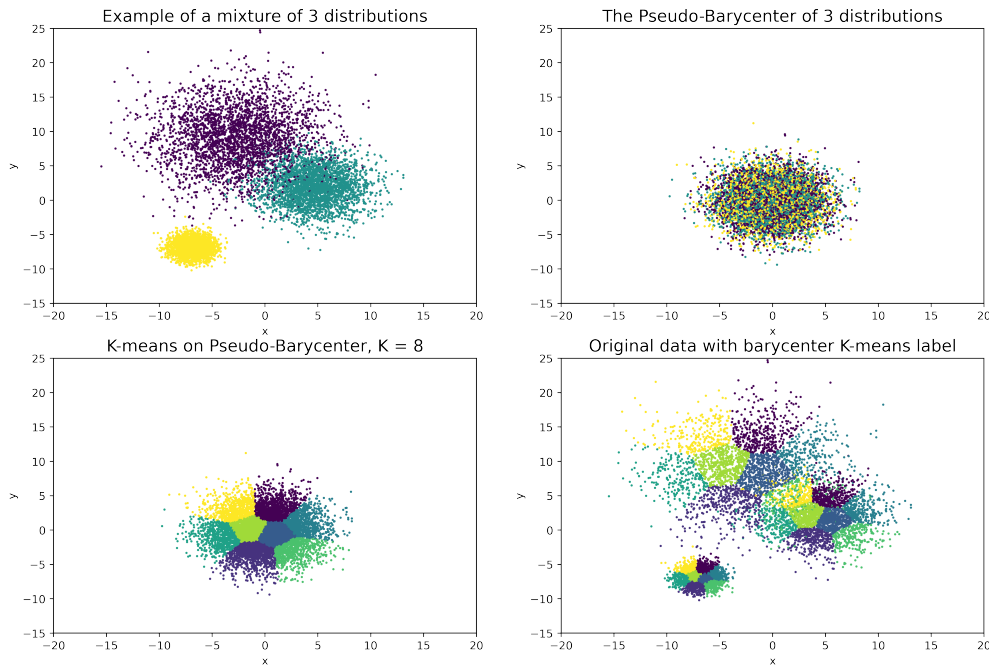 Example of a mixture of 3 distributions
25
20
15
10
5
0
−5
−10
−15
y
−20 −15 −10 −5 0 5 10 15 20
x
The Pseudo-Barycenter of 3 distributions
25
20
15
10
5
0
−5
−10
−15
y
−20 −15 −10 −5 0 5 10 15 20
x
K-means on Pseudo-Barycenter, K = 8
25
20
15
10
5
0
−5
−10
−15
y
−20 −15 −10 −5 0 5 10 15 20
x
Original data with barycenter K-means label
25
20
15
10
5
0
−5
−10
−15
y
−20 −15 −10 −5 0 5 10 15 20
x